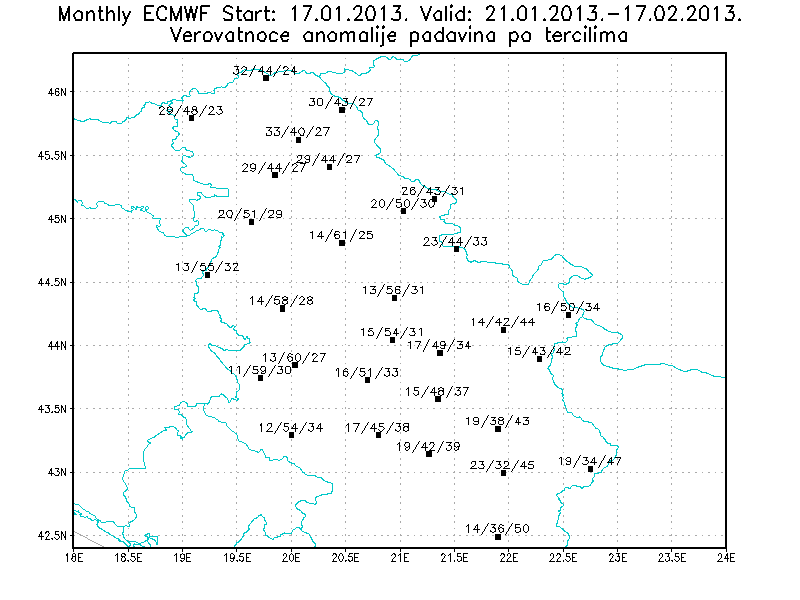 Monthly ECMWF Start: 17.01.2013. Valid: 21.01.2013.-17.02.2013.
Verovatnoce anomalije padavina po tercilima
32/44/24
46N
30/43/27
29/48/23
33/40/27
45.5N
29/44/27
29/44/27
26/43/31
20/50/30
45N
20/51/29
14/61/25
23/44/33
13/55/32
44.5N
13/56/31
14/58/28
16/50/34
14/42/44
15/54/31
44N
17/49/34
15/43/42
13/60/27
11/59/30
16/51/33
15/48/37
43.5N
19/38/43
12/54/34
17/45/38
19/42/39
43N
23/32/45
19/34/47
14/36/50
42.5N
18E 18.5E 19E 19.5E 20E 20.5E 21E 21.5E 22E 22.5E 23E 23.5E 24E